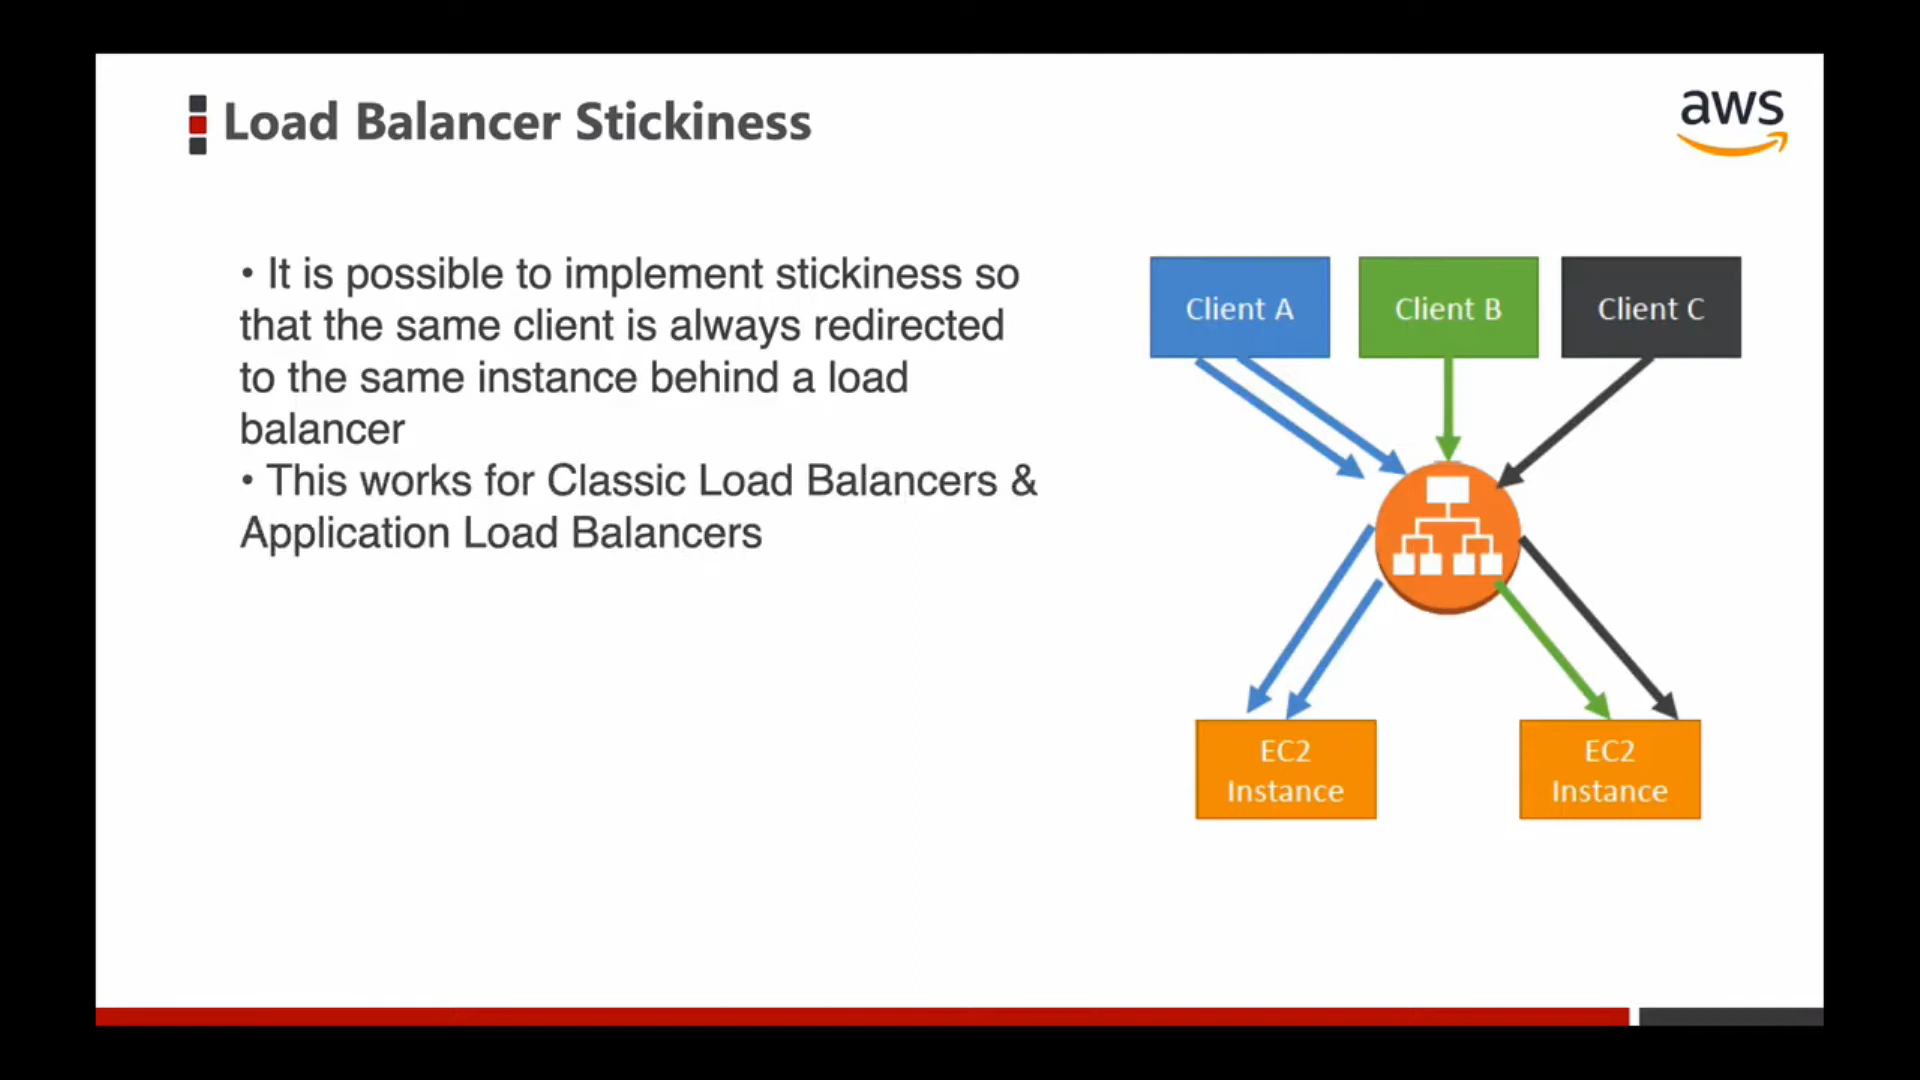 Load Balancer Stickiness
aws
• It is possible to implement stickiness so
that the same client is always redirected
to the same instance behind a load
balancer
• This works for Classic Load Balancers &
Application Load Balancers
Client A
Client B
Client C
EC2
Instance
EC2
Instance